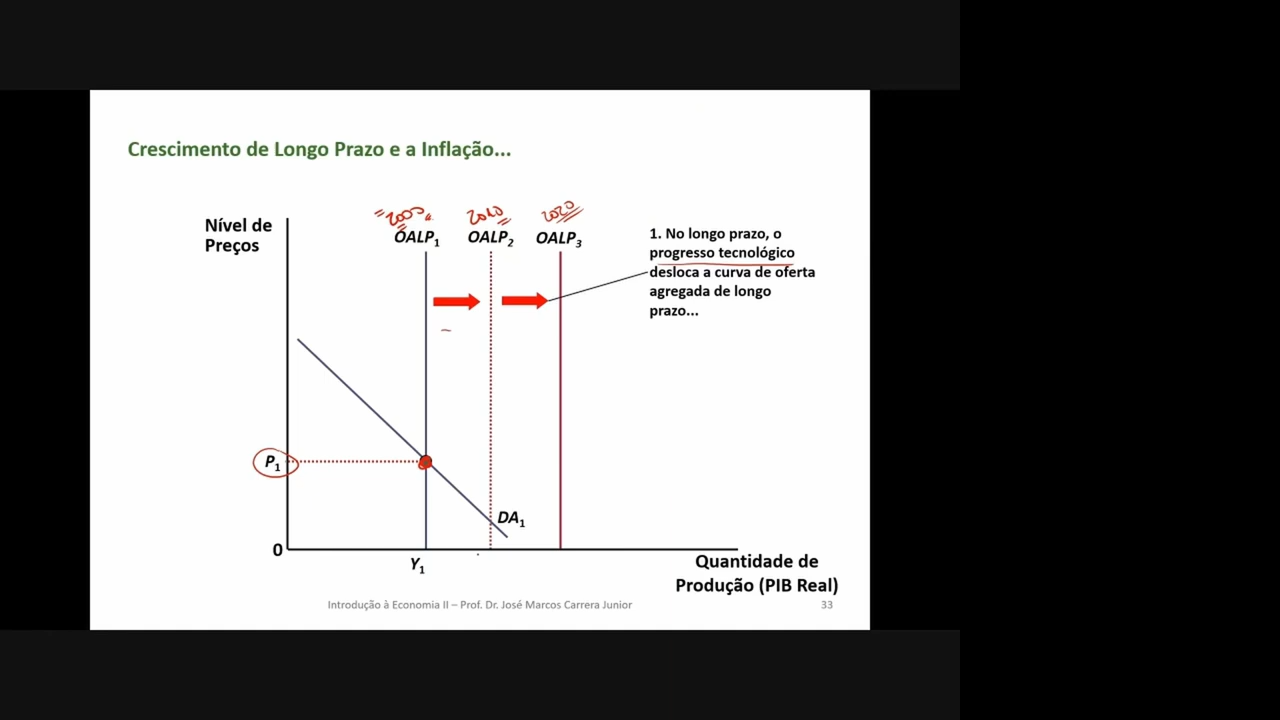 Crescimento de Longo Prazo e a Inflação...
Nível de
Preços
"2000" 2010 2020
OALP1 OALP2 OALP3
1. No longo prazo, o
progresso tecnológico
desloca a curva de oferta
agregada de longo
prazo...
P1
DA1
0
Y1
Quantidade de
Produção (PIB Real)
Introdução à Economia II – Prof. Dr. José Marcos Carrera Junior
33